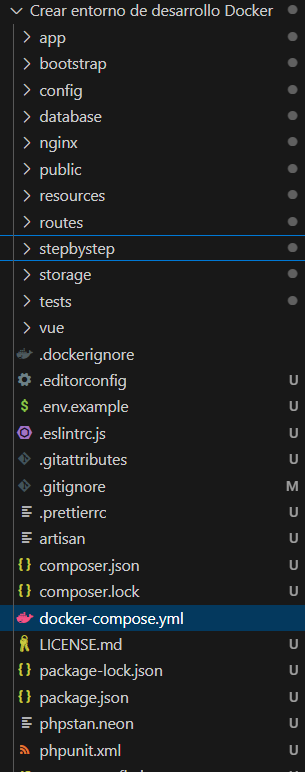 Crear entorno de desarrollo Docker
app
bootstrap
config
database
nginx
public
resources
routes
stepbystep
storage
tests
vue
.dockerignore
.editorconfig U
.env.example U
.eslintrc.js U
.gitattributes U
.gitignore M
.prettierrc U
artisan U
composer.json U
composer.lock U
docker-compose.yml
LICENSE.md U
package-lock.json U
package.json U
phpstan.neon U
phpunit.xml U